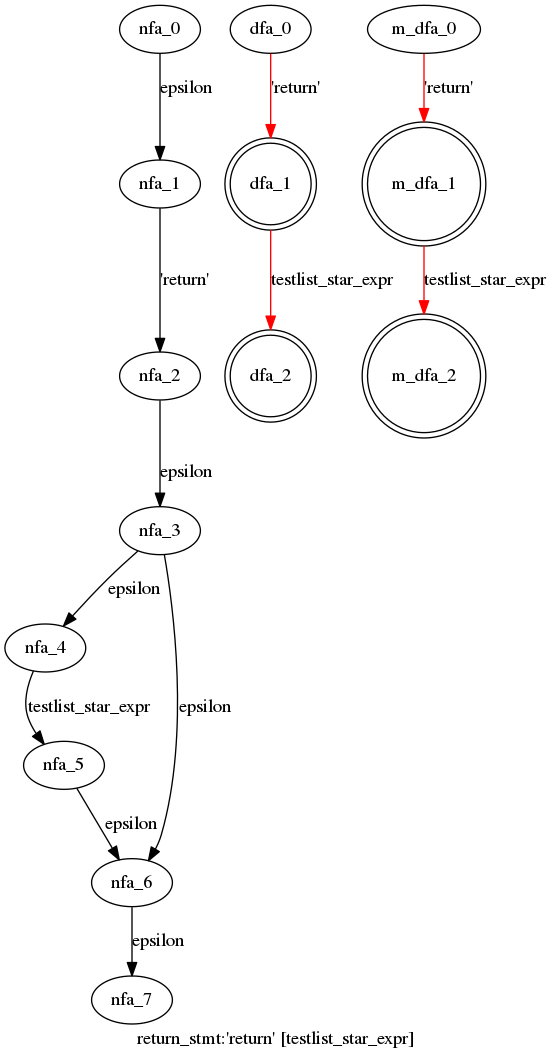 nfa_0 dfa_0 m_dfa_0
epsilon 'return' 'return'
nfa_1 dfa_1 m_dfa_1
'return' testlist_star_expr testlist_star_expr
nfa_2 dfa_2 m_dfa_2
epsilon
nfa_3
epsilon
nfa_4
testlist_star_expr epsilon
nfa_5
epsilon
nfa_6
epsilon
nfa_7
return_stmt:'return' [testlist_star_expr]